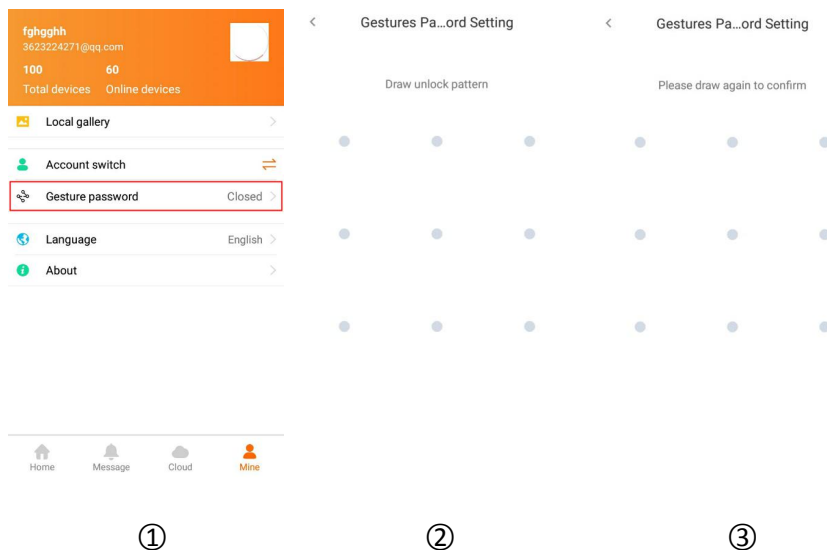 fghgghh
3623224271@qq.com
100 60
Total devices Online devices
Local gallery
Account switch
Gesture password Closed
Language English
About
Home Message Cloud Mine
①
Gestures Pa...ord Setting
Draw unlock pattern
②
Gestures Pa...ord Setting
Please draw again to confirm
③